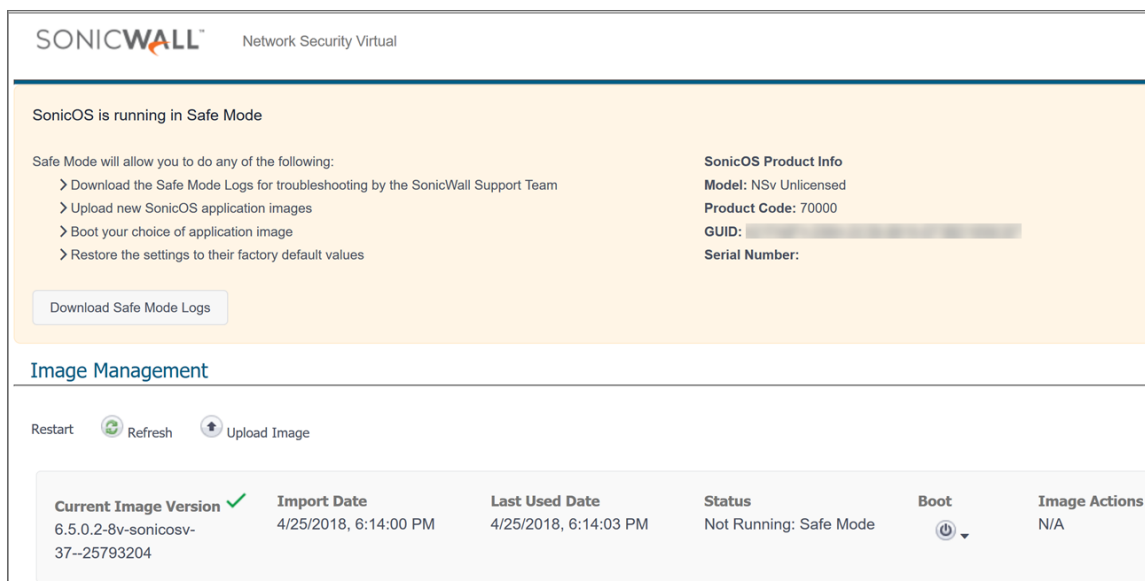 SONICWALL™ Network Security Virtual
SonicOS is running in Safe Mode
Safe Mode will allow you to do any of the following:
Download the Safe Mode Logs for troubleshooting by the SonicWall Support Team
Upload new SonicOS application images
Boot your choice of application image
Restore the settings to their factory default values
SonicOS Product Info
Model: NSv Unlicensed
Product Code: 70000
GUID:
Serial Number:
Download Safe Mode Logs
Image Management
Restart Refresh Upload Image
Current Image Version Import Date Last Used Date Status Boot Image Actions
6.5.0.2-8v-sonicosv- 4/25/2018, 6:14:00 PM 4/25/2018, 6:14:03 PM Not Running: Safe Mode N/A
37--25793204